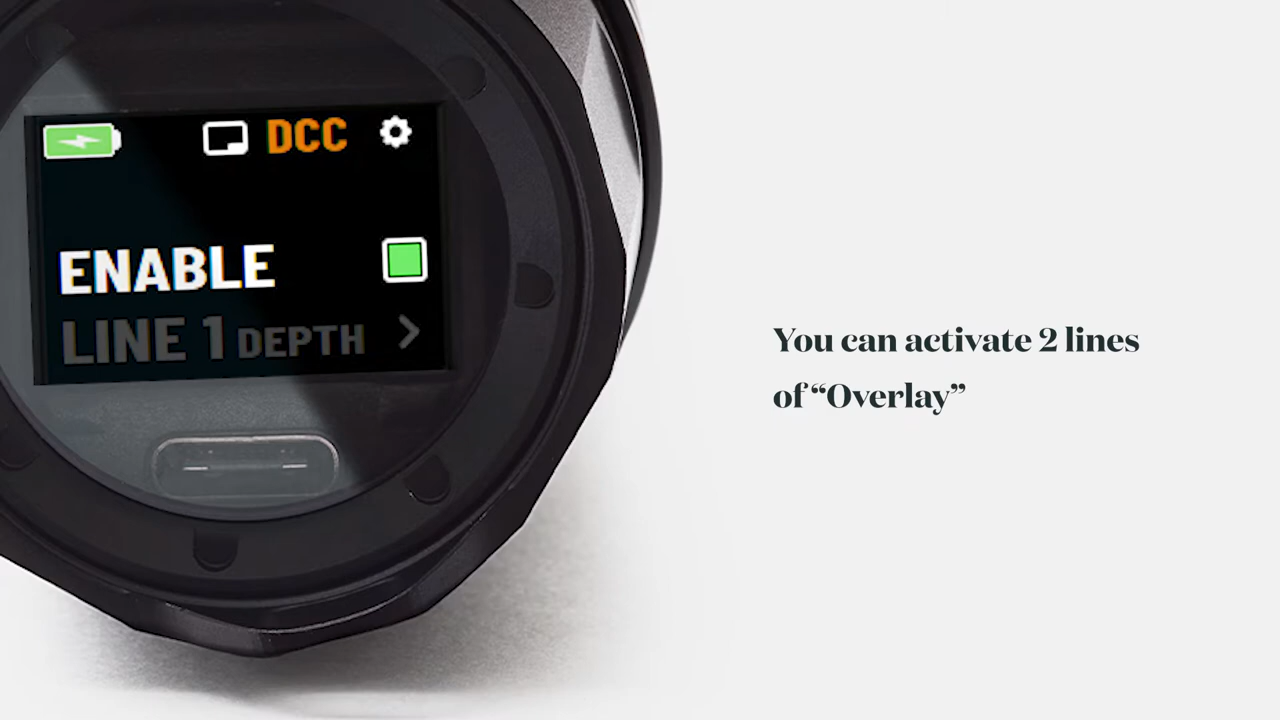 DCC
ENABLE
LINE 1 DEPTH
You can activate 2 lines
of “Overlay”